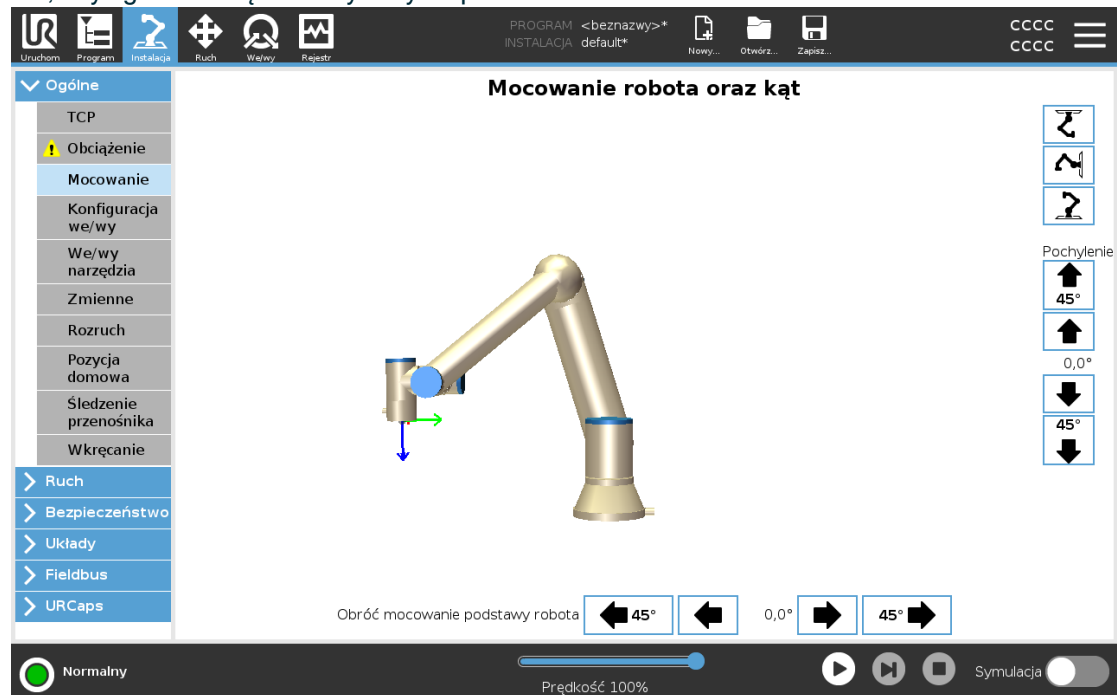 PROGRAM <beznazwy>*
INSTALACJA default*
UR
Uruchom Program Instalacja Ruch We/wy Rejestr
Nowy... Otwórz... Zapisz...
cccc
cccc
Ogólne
TCP
Obciążenie
Mocowanie
Konfiguracja
we/wy
We/wy
narzędzia
Zmienne
Rozruch
Pozycja
domowa
Śledzenie
przenośnika
Wkręcanie
Ruch
Bezpieczeństwo
Układy
Fieldbus
URCaps
Mocowanie robota oraz kąt
Pochylenie
45°
0,0°
45°
Obróć mocowanie podstawy robota 45° 0,0° 45°
Normalny
Prędkość 100%
Symulacja